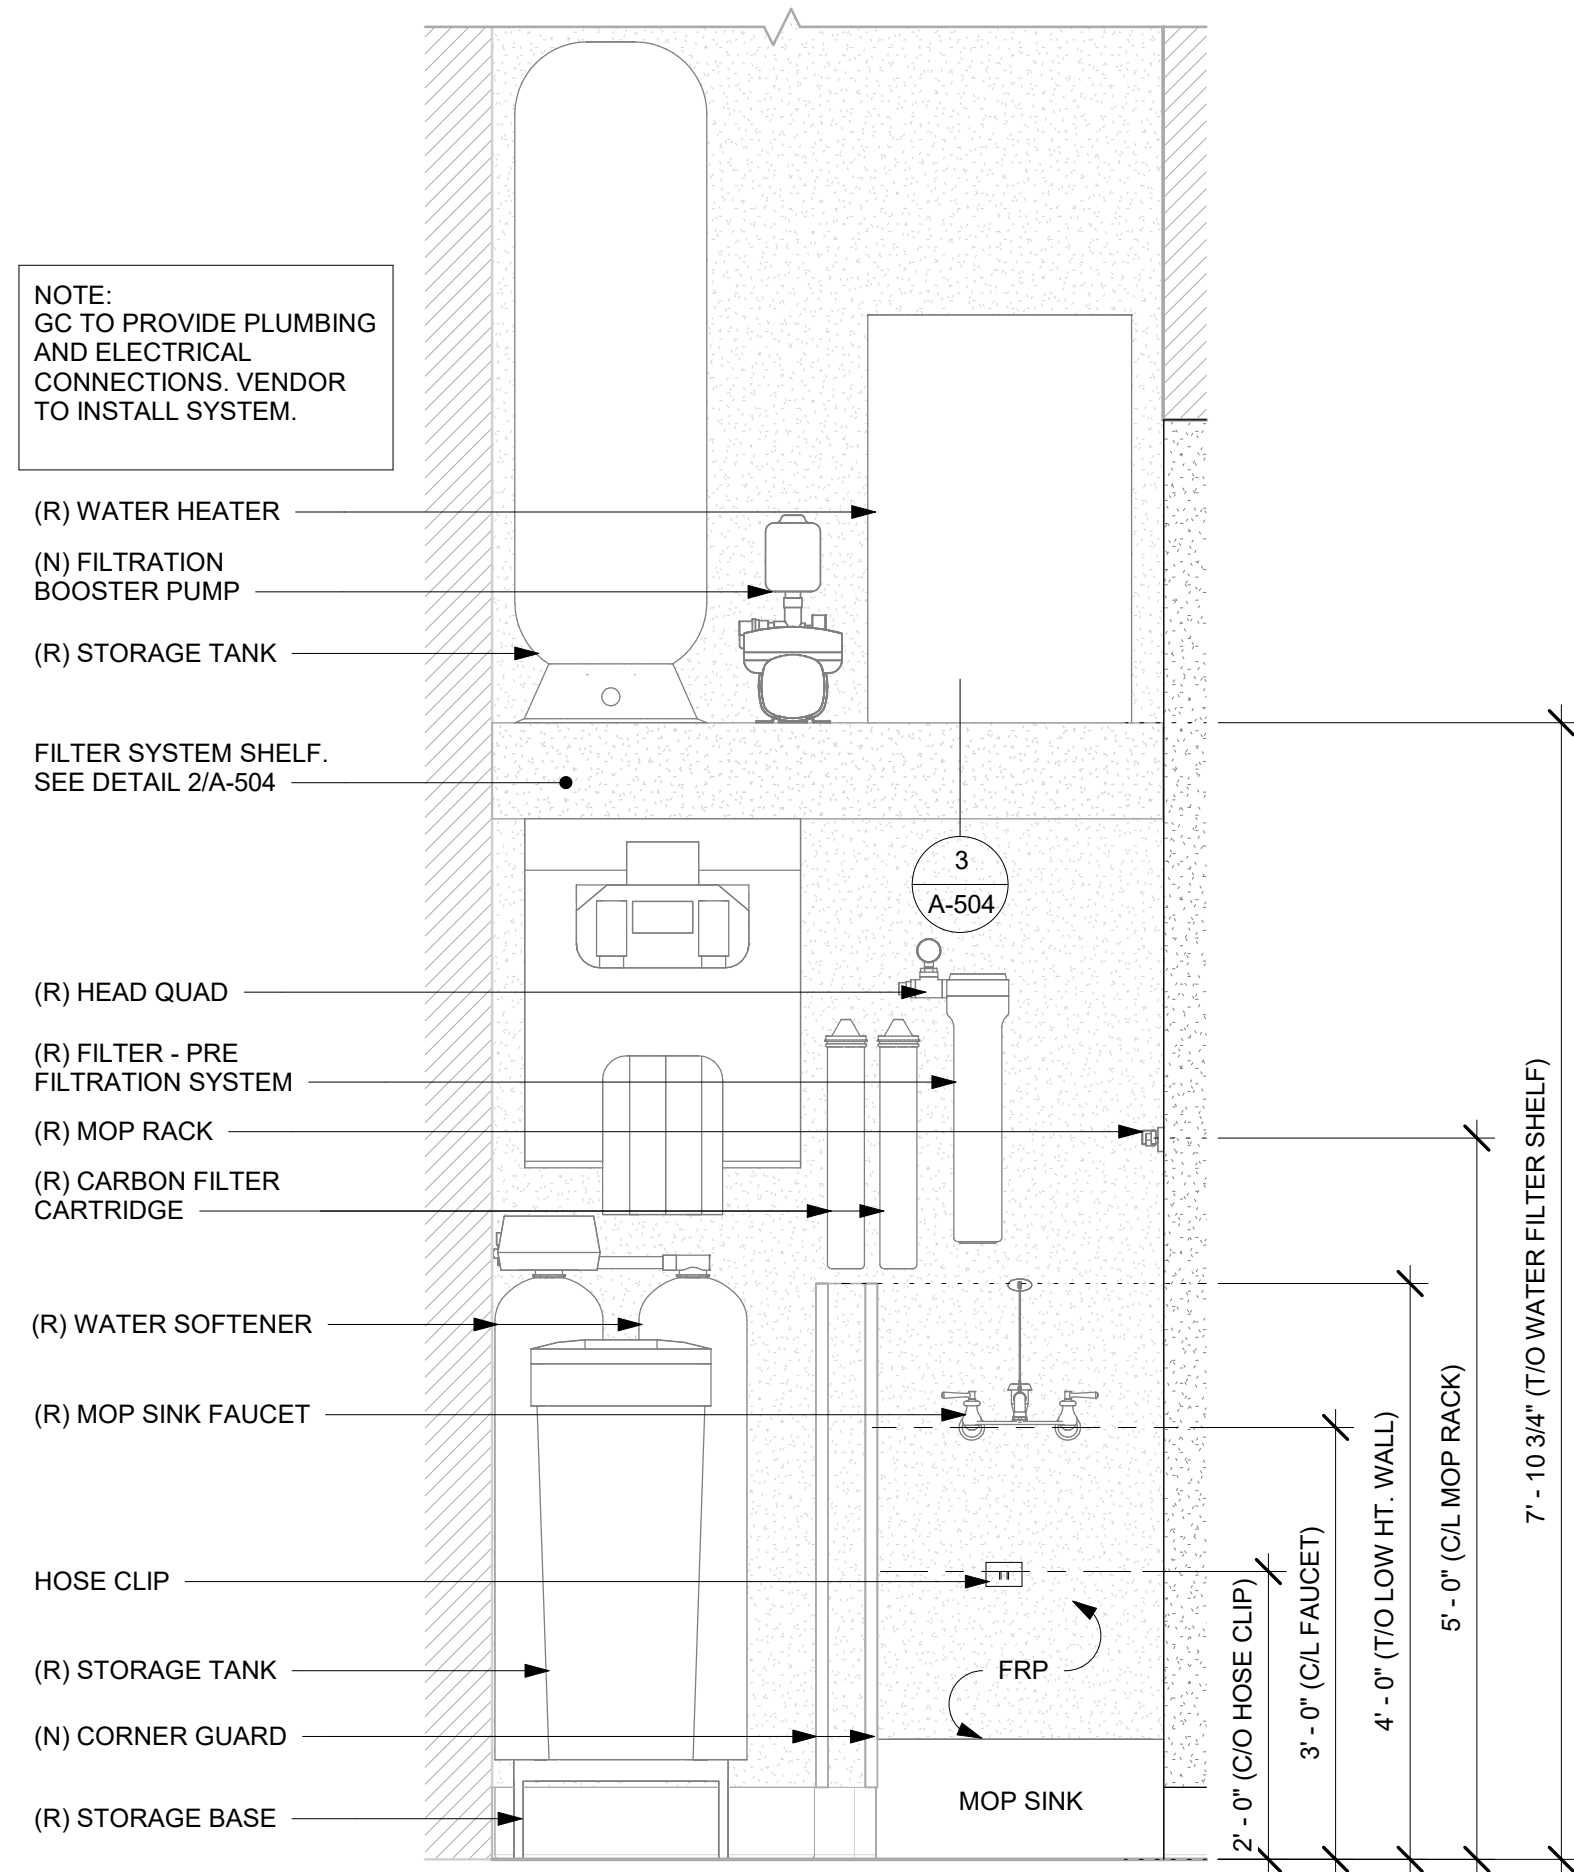 NOTE:
GC TO PROVIDE PLUMBING
AND ELECTRICAL
CONNECTIONS. VENDOR
TO INSTALL SYSTEM.
(R) WATER HEATER
(N) FILTRATION
BOOSTER PUMP
(R) STORAGE TANK
FILTER SYSTEM SHELF.
SEE DETAIL 2/A-504
3
A-504
(R) HEAD QUAD
(R) FILTER - PRE
FILTRATION SYSTEM
(R) MOP RACK
(R) CARBON FILTER
CARTRIDGE
(R) WATER SOFTENER
(R) MOP SINK FAUCET
HOSE CLIP
(R) STORAGE TANK
(N) CORNER GUARD
(R) STORAGE BASE
FRP
MOP SINK
2' - 0" (C/O HOSE CLIP)
3' - 0" (C/L FAUCET)
4' - 0" (T/O LOW HT. WALL)
5' - 0" (C/L MOP RACK)
7' - 10 3/4" (T/O WATER FILTER SHELF)